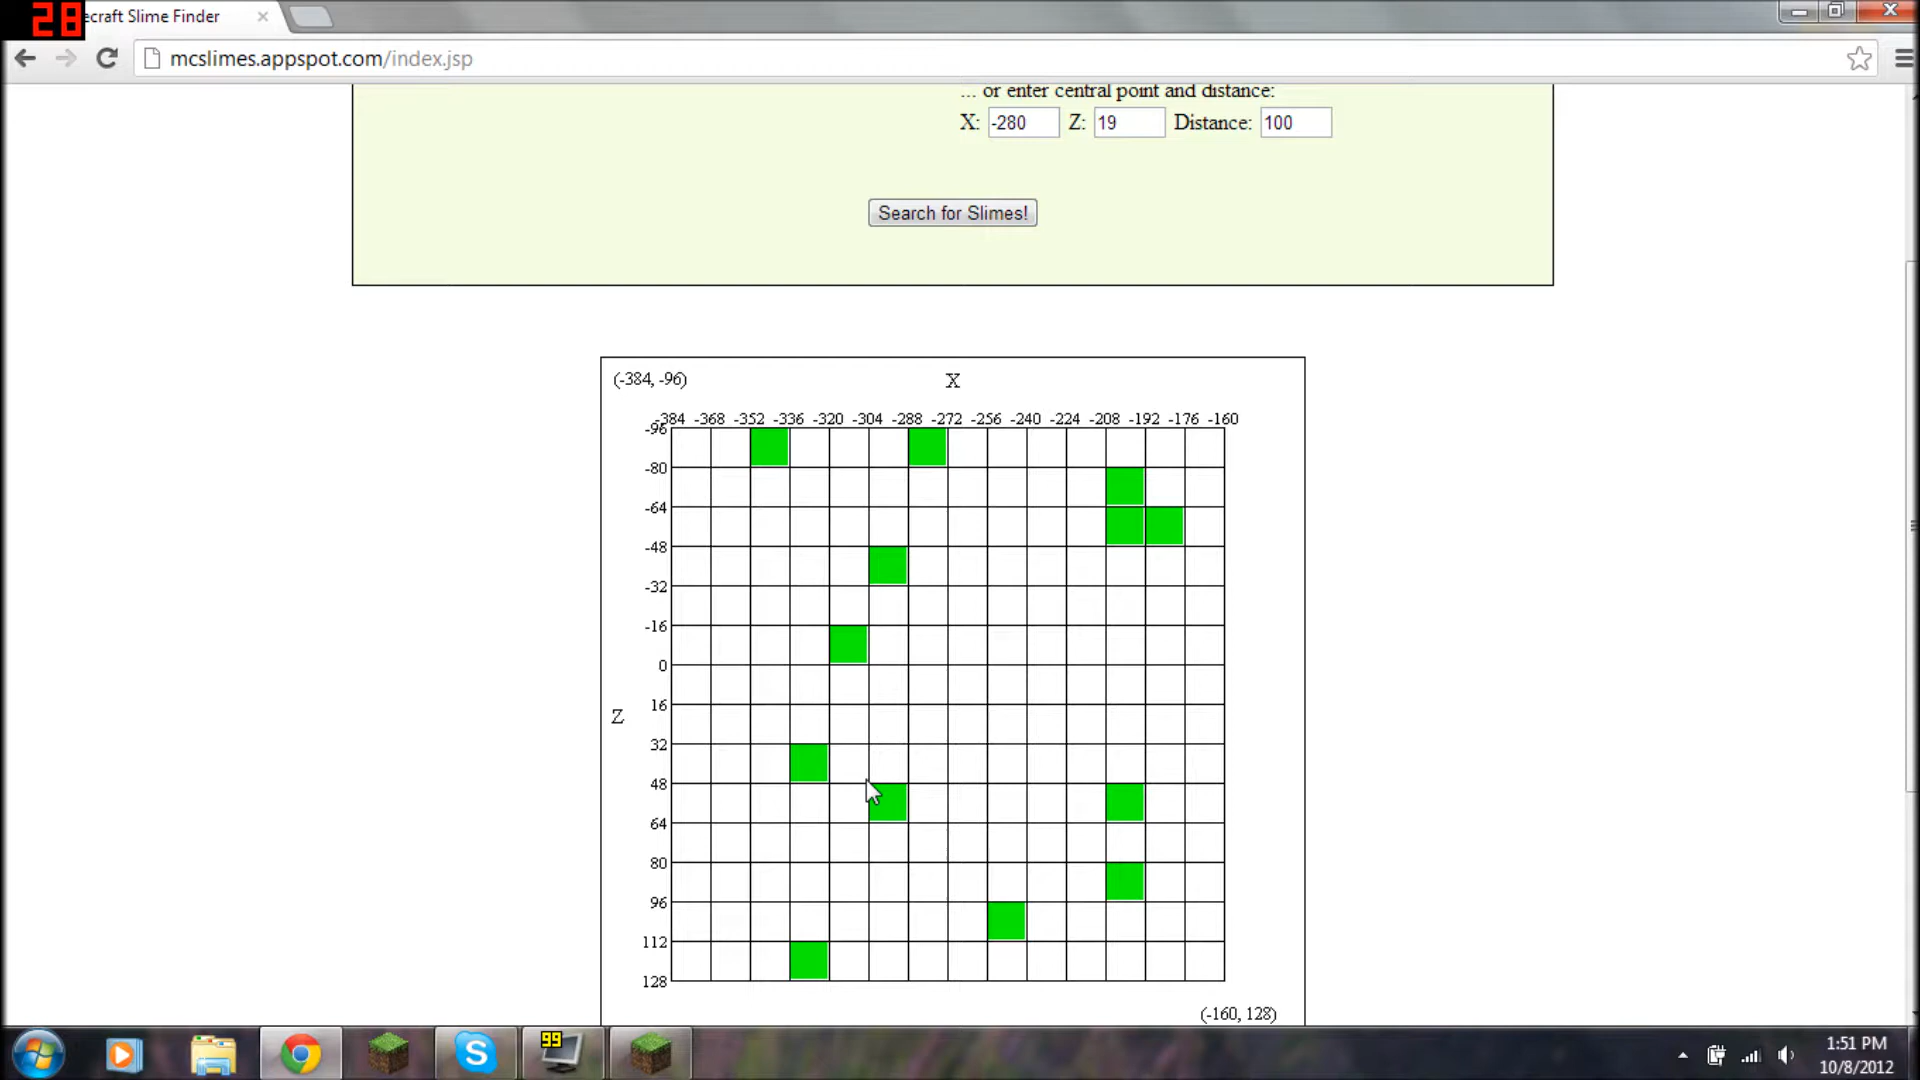 28
ecraft Slime Finder
mcslimes.appspot.com/index.jsp
... or enter central point and distance:
X: -280 Z: 19 Distance: 100
Search for Slimes!
(-384, -96)
X
-384 -368 -352 -336 -320 -304 -288 -272 -256 -240 -224 -208 -192 -176 -160
-96
-80
-64
-48
-32
-16
0
16
Z
32
48
64
80
96
112
128
(-160, 128)
99
1:51 PM
10/8/2012